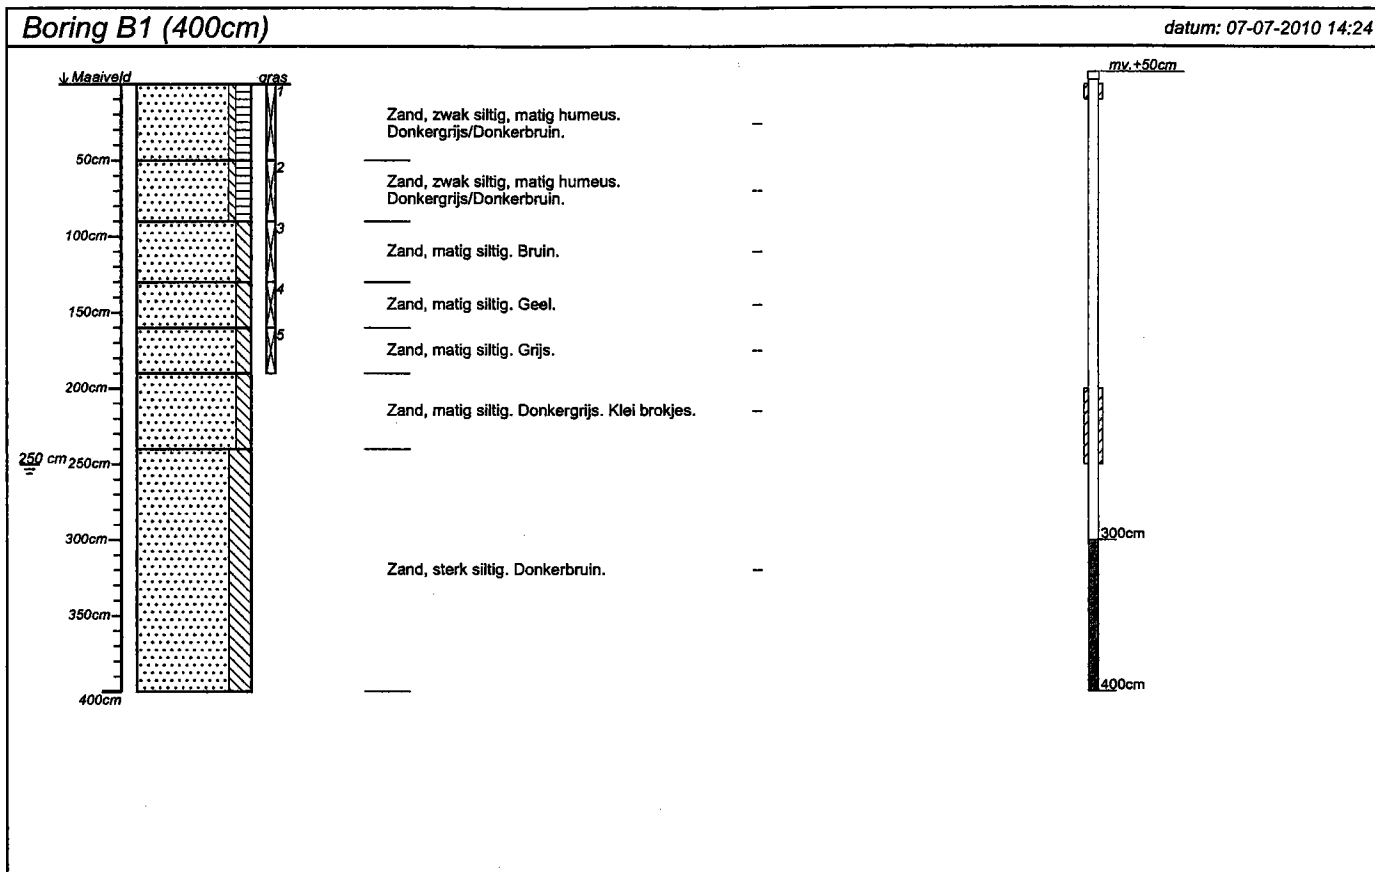 Boring B1 (400cm)
datum: 07-07-2010 14:24
↓ Maaiveld
gras
mv.+50cm
1
Zand, zwak siltig, matig humeus.
Donkergrijs/Donkerbruin.
--
50cm
2
Zand, zwak siltig, matig humeus.
Donkergrijs/Donkerbruin.
--
3
100cm
Zand, matig siltig. Bruin.
--
4
Zand, matig siltig. Geel.
--
150cm
5
Zand, matig siltig. Grijs.
--
200cm
Zand, matig siltig. Donkergrijs. Klei brokjes.
--
250 cm
250cm
300cm
300cm
Zand, sterk siltig. Donkerbruin.
--
350cm
400cm
400cm